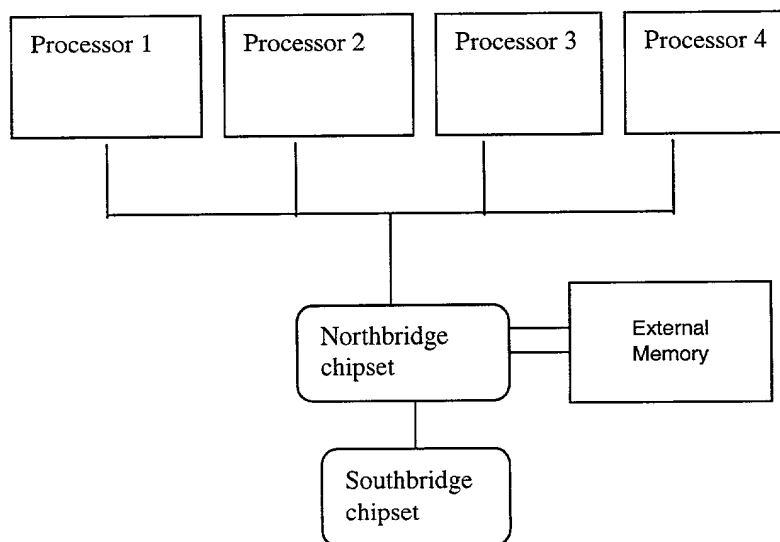 Processor 1
Processor 2
Processor 3
Processor 4
Northbridge
chipset
External
Memory
Southbridge
chipset